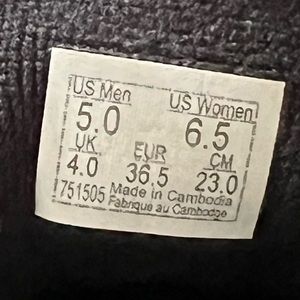 US Men US Women
5.0 6.5
UK EUR CM
4.0 36.5 23.0
751505 Made in Cambodia
Fabriqué au Cambodge